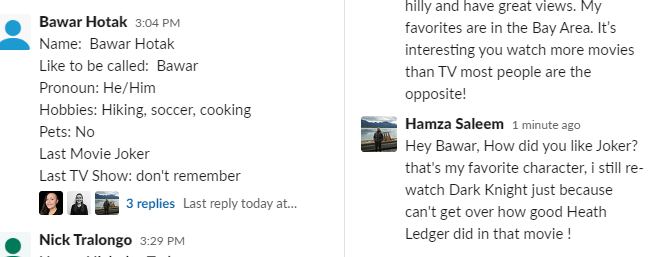 Bawar Hotak 3:04 PM
Name: Bawar Hotak
Like to be called: Bawar
Pronoun: He/Him
Hobbies: Hiking, soccer, cooking
Pets: No
Last Movie Joker
Last TV Show: don't remember
3 replies Last reply today at...
Nick Tralongo 3:29 PM
hilly and have great views. My
favorites are in the Bay Area. It's
interesting you watch more movies
than TV most people are the
opposite!
Hamza Saleem 1 minute ago
Hey Bawar, How did you like Joker?
that's my favorite character, i still re-
watch Dark Knight just because
can't get over how good Heath
Ledger did in that movie !